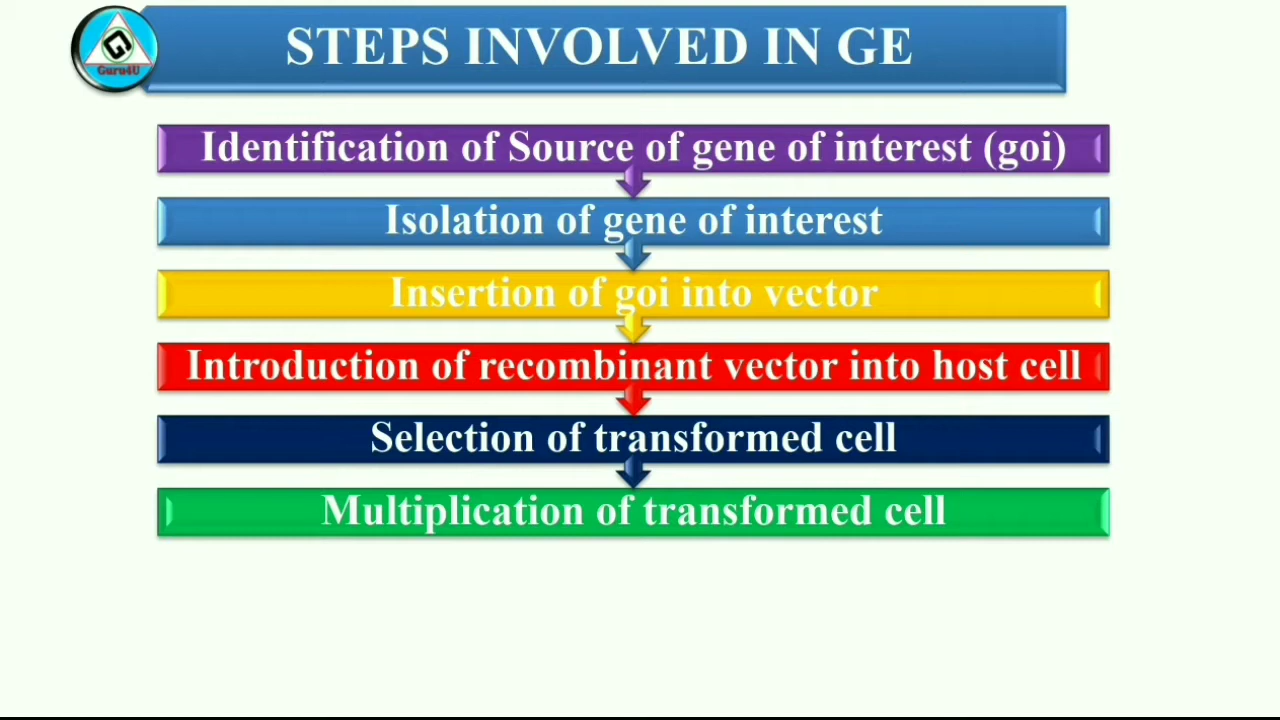 STEPS INVOLVED IN GE
Guru4U
Identification of Source of gene of interest (goi)
Isolation of gene of interest
Insertion of goi into vector
Introduction of recombinant vector into host cell
Selection of transformed cell
Multiplication of transformed cell